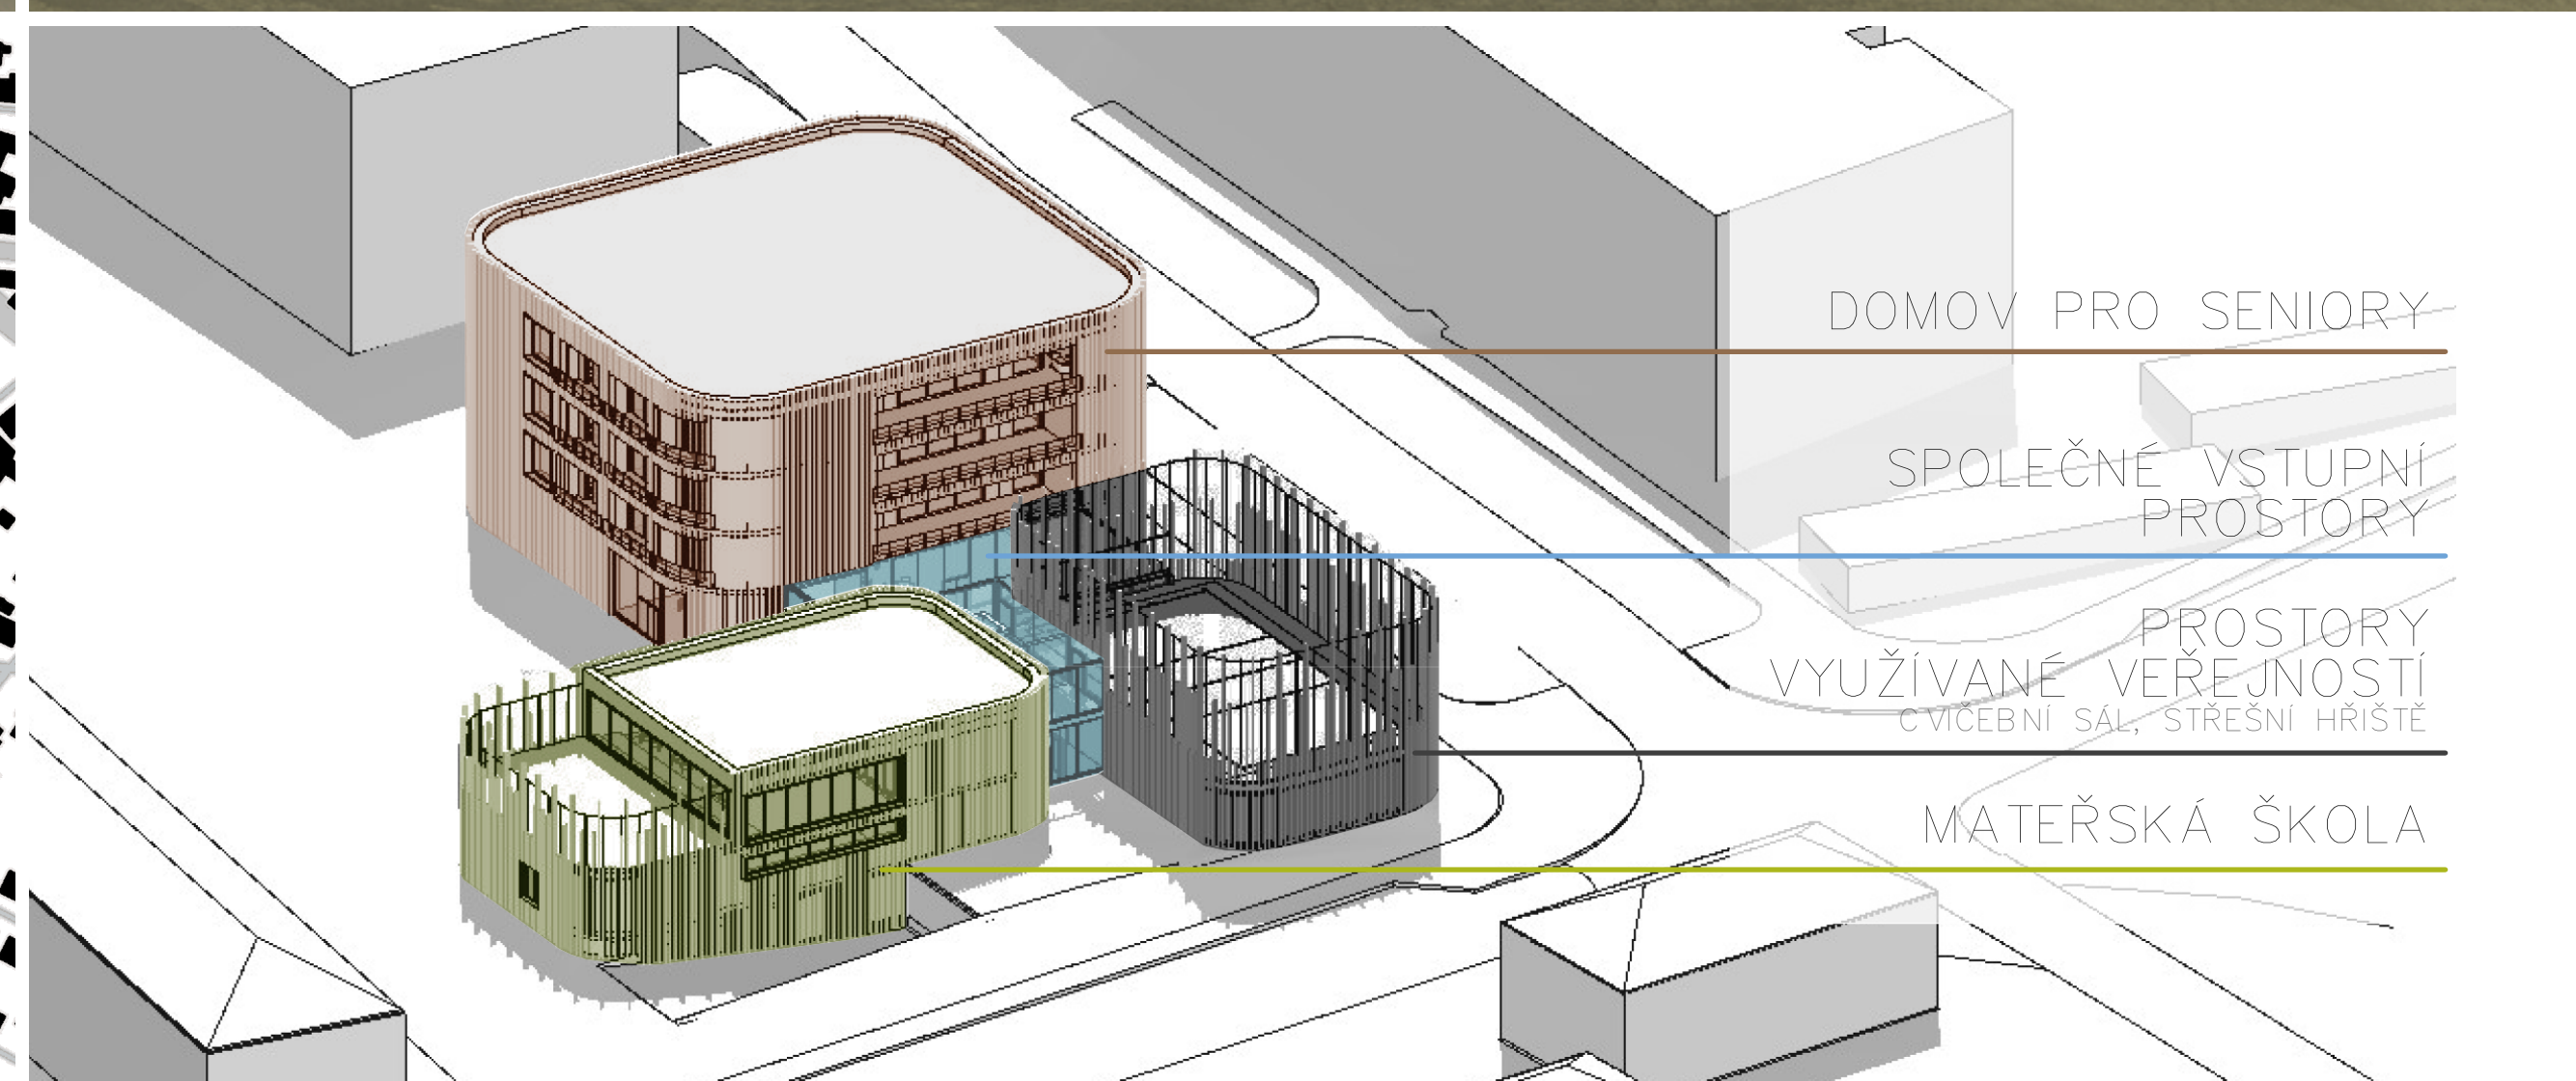 DOMOV PRO SENIORY
SPOLEČNÉ VSTUPNÍ
PROSTORY
PROSTORY
VYUŽÍVANÉ VEŘEJNOSTÍ
CVIČEBNÍ SÁL, STŘEŠNÍ HŘIŠTĚ
MATEŘSKÁ ŠKOLA